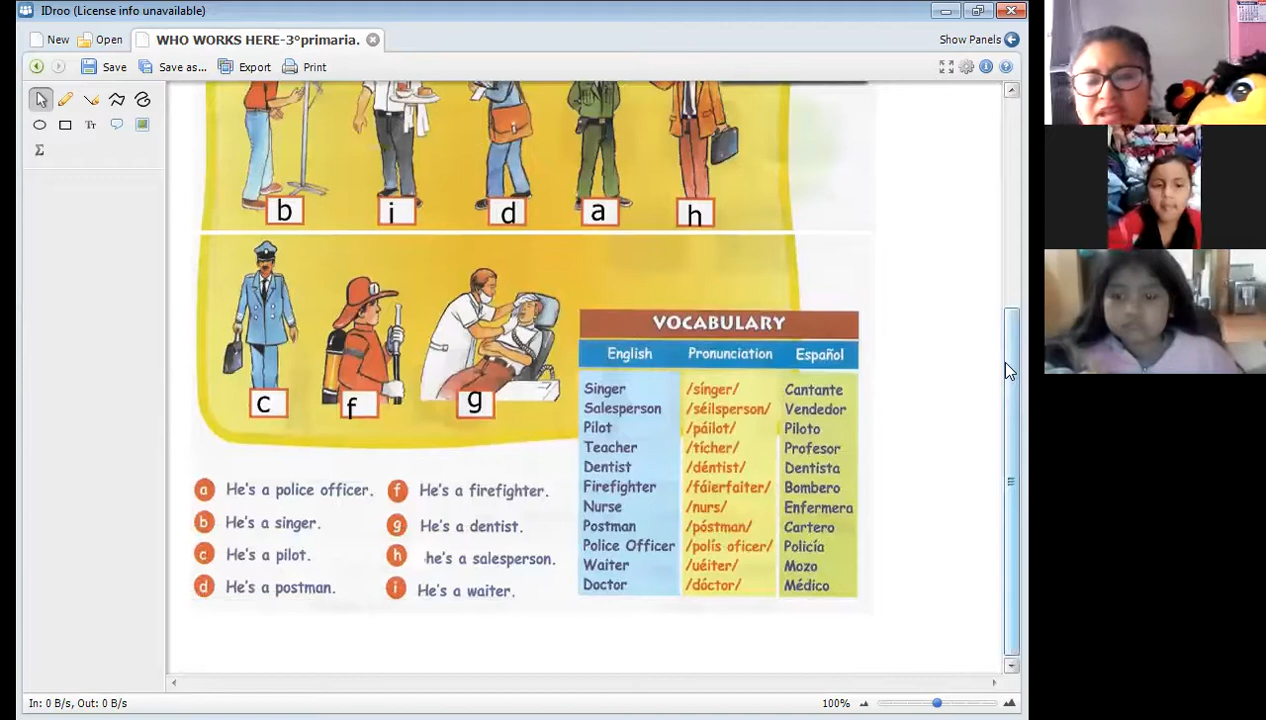 IDroo (License info unavailable)
New Open WHO WORKS HERE-3°primaria. Show Panels
Save Save as... Export Print
Tr
Σ
b i d a h
c f g
VOCABULARY
English Pronunciation Español
Singer /sínger/ Cantante
Salesperson /séilsperson/ Vendedor
Pilot /páilot/ Piloto
Teacher /tícher/ Profesor
Dentist /déntist/ Dentista
Firefighter /fáierfaiter/ Bombero
Nurse /nurs/ Enfermera
Postman /póstman/ Cartero
Police Officer /polís oficer/ Policía
Waiter /uéiter/ Mozo
Doctor /dóctor/ Médico
a He's a police officer.
b He's a singer.
c He's a pilot.
d He's a postman.
f He's a firefighter.
g He's a dentist.
h he's a salesperson.
i He's a waiter.
In: 0 B/s, Out: 0 B/s 100%